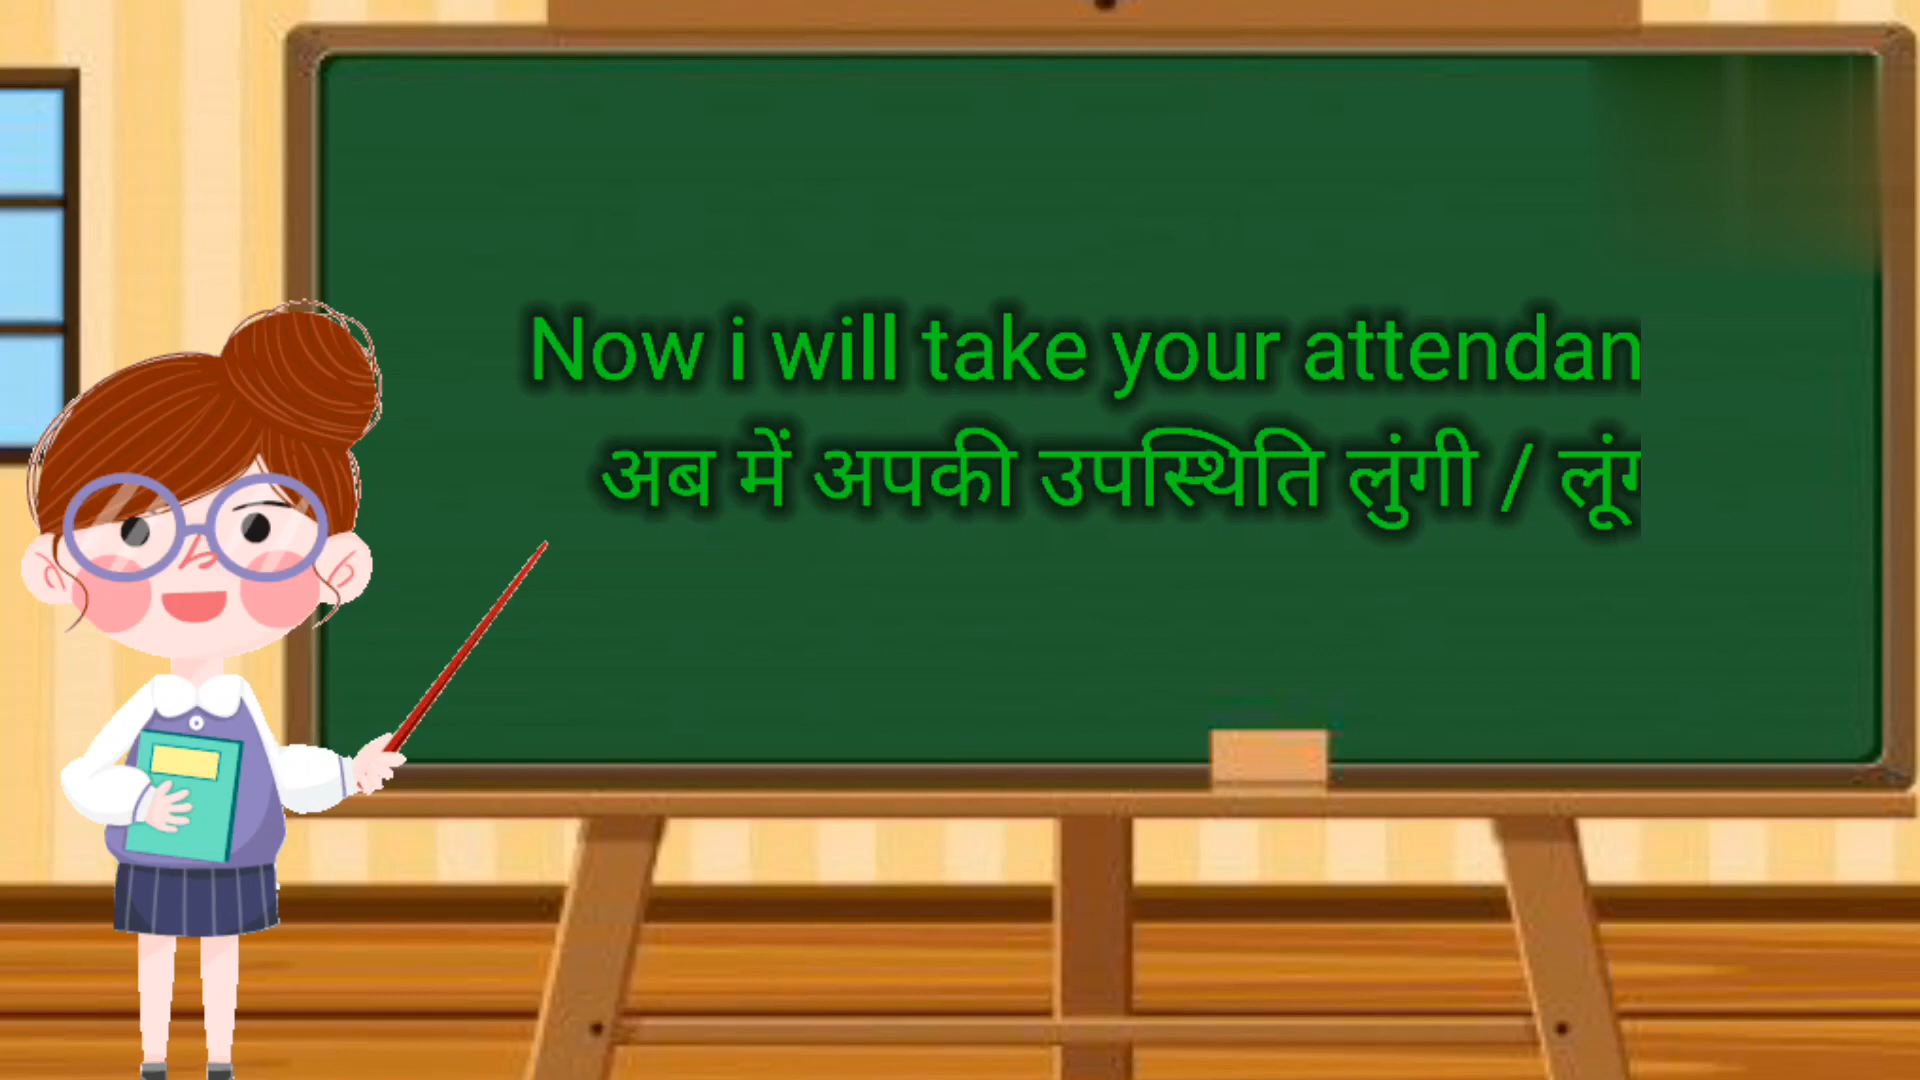 Now i will take your attendan
अब में अपकी उपस्थिति लुंगी /